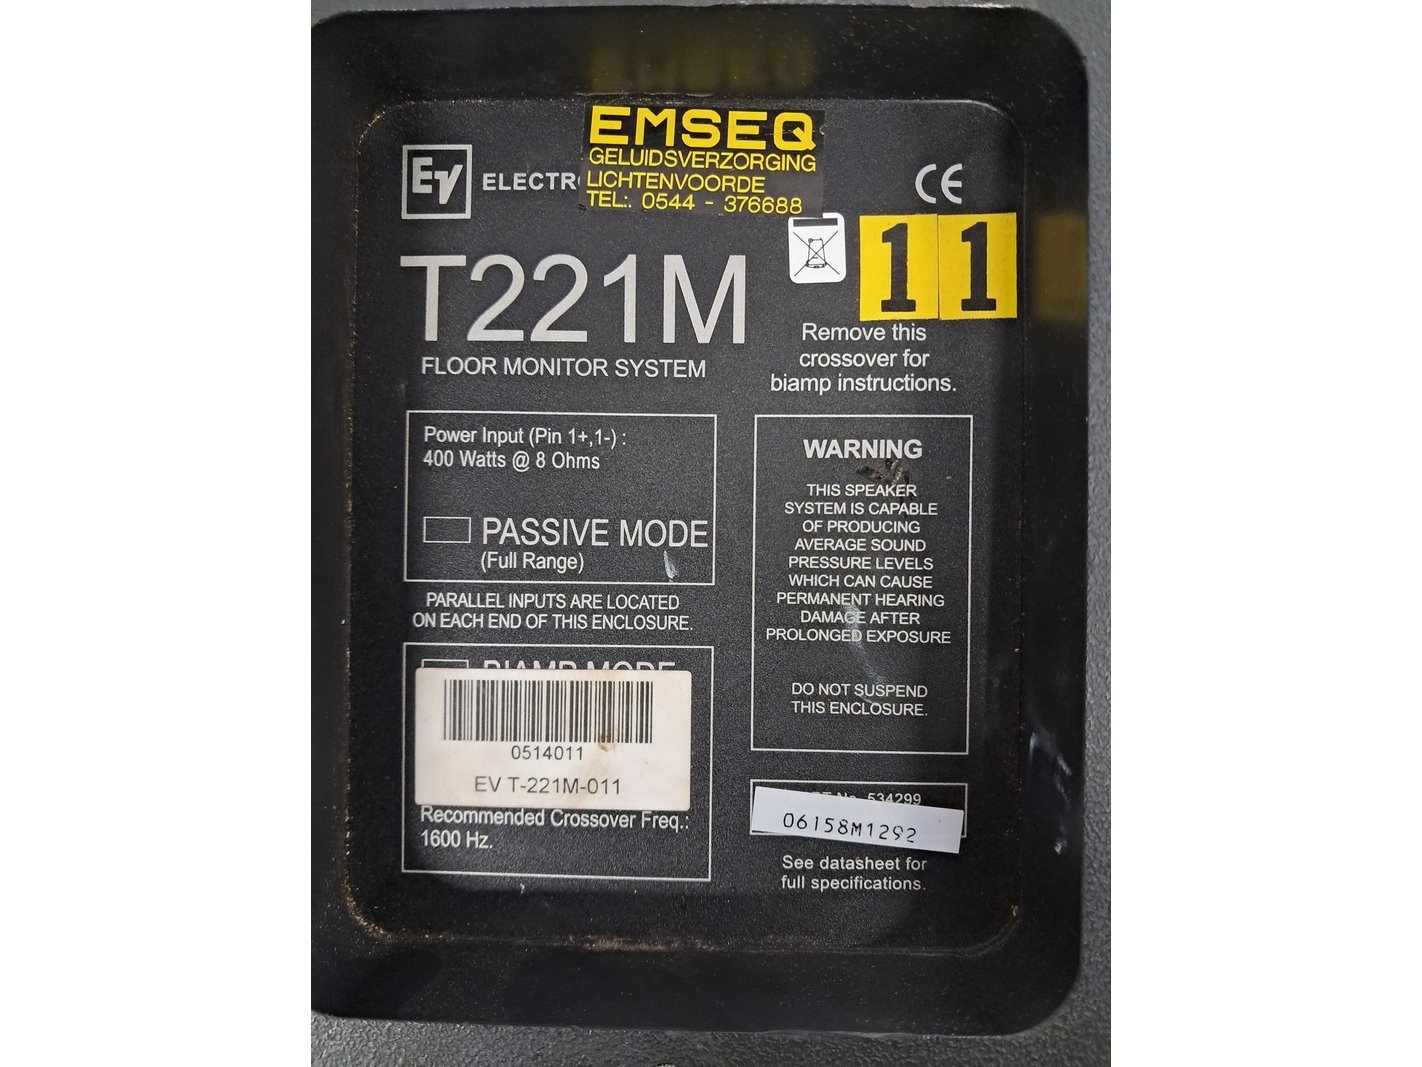 EMSEQ
GELUIDSVERZORGING
LICHTENVOORDE
TEL:. 0544 - 376688
EV ELECTR
CE
11
T221M
FLOOR MONITOR SYSTEM
Remove this
crossover for
biamp instructions.
Power Input (Pin 1+,1-) :
400 Watts @ 8 Ohms
PASSIVE MODE
(Full Range)
PARALLEL INPUTS ARE LOCATED
ON EACH END OF THIS ENCLOSURE.
BIAMP MODE
0514011
EV T-221M-011
Recommended Crossover Freq.:
1600 Hz.
WARNING
THIS SPEAKER
SYSTEM IS CAPABLE
OF PRODUCING
AVERAGE SOUND
PRESSURE LEVELS
WHICH CAN CAUSE
PERMANENT HEARING
DAMAGE AFTER
PROLONGED EXPOSURE
DO NOT SUSPEND
THIS ENCLOSURE.
No. 534299
06158M1292
See datasheet for
full specifications.